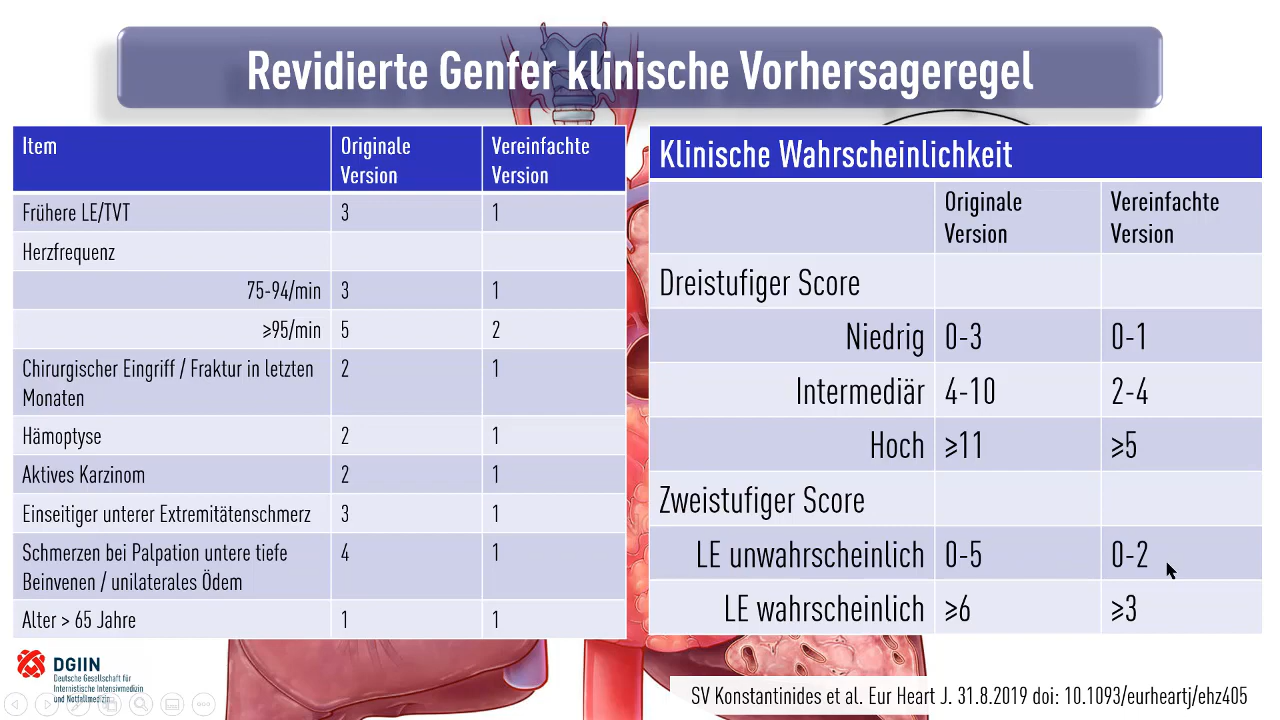 Revidierte Genfer klinische Vorhersageregel
Item Originale Version Vereinfachte Version
Frühere LE/TVT 3 1
Herzfrequenz
75-94/min 3 1
≥95/min 5 2
Chirurgischer Eingriff / Fraktur in letzten Monaten 2 1
Hämoptyse 2 1
Aktives Karzinom 2 1
Einseitiger unterer Extremitätenschmerz 3 1
Schmerzen bei Palpation untere tiefe Beinvenen / unilaterales Ödem 4 1
Alter > 65 Jahre 1 1
Klinische Wahrscheinlichkeit
Originale Version Vereinfachte Version
Dreistufiger Score
Niedrig 0-3 0-1
Intermediär 4-10 2-4
Hoch ≥11 ≥5
Zweistufiger Score
LE unwahrscheinlich 0-5 0-2
LE wahrscheinlich ≥6 ≥3
DGIIN
Deutsche Gesellschaft für
Internistische Intensivmedizin
und Notfallmedizin
SV Konstantinides et al. Eur Heart J. 31.8.2019 doi: 10.1093/eurheartj/ehz405